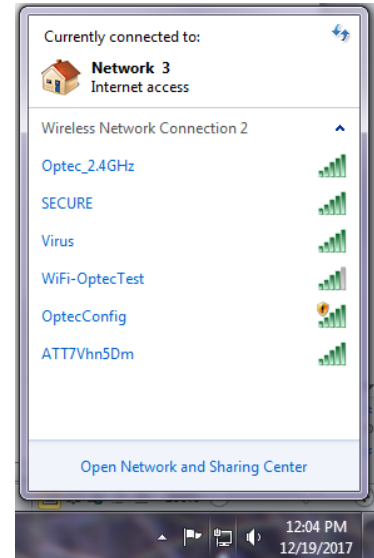 Currently connected to:
Network 3
Internet access
Wireless Network Connection 2
Optec_2.4GHz
SECURE
Virus
WiFi-OptecTest
OptecConfig
ATT7Vhn5Dm
Open Network and Sharing Center
12:04 PM
12/19/2017